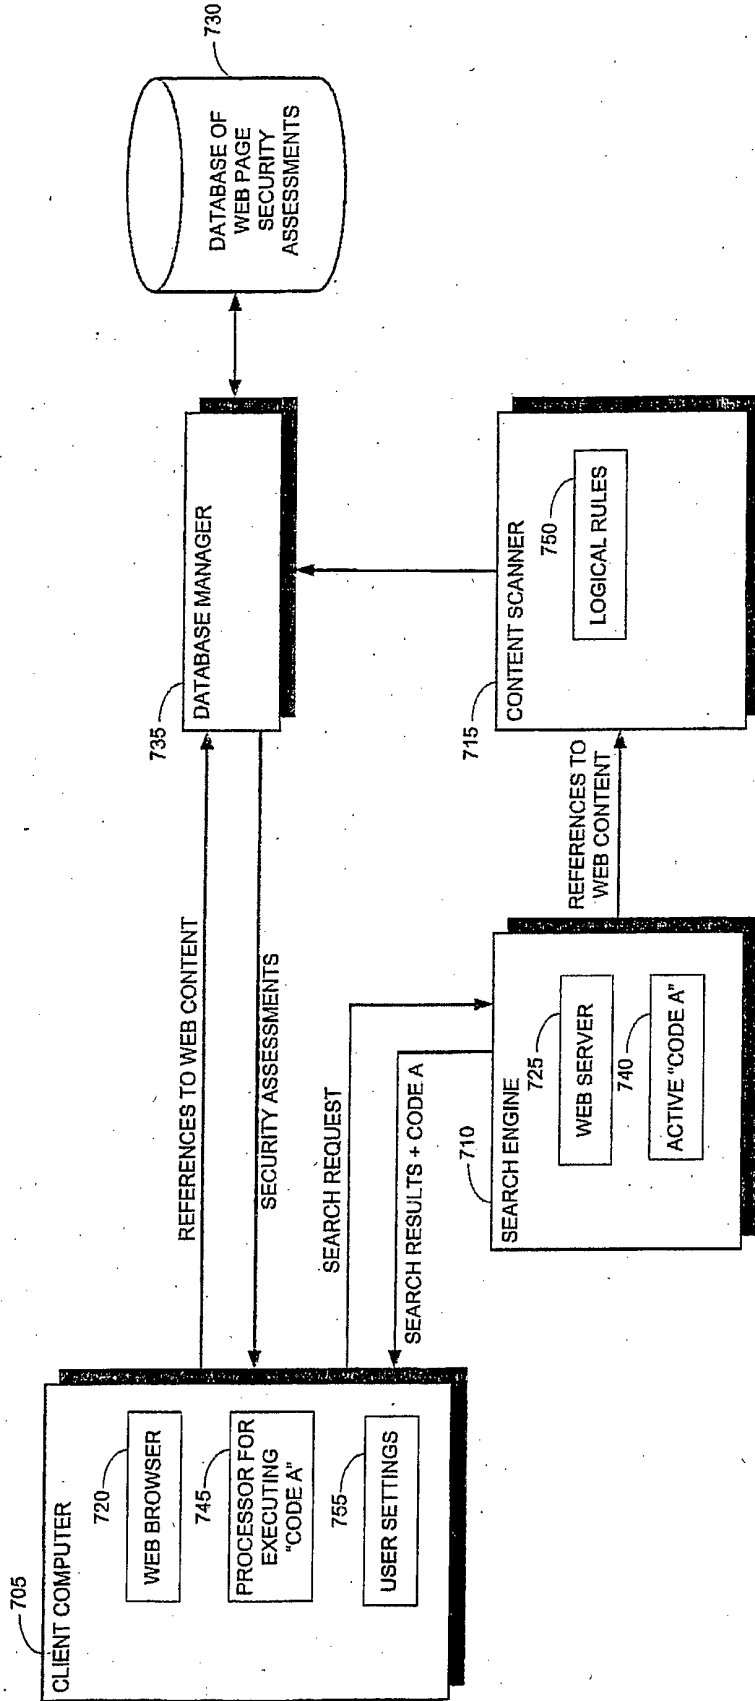 705
CLIENT COMPUTER
720
WEB BROWSER
745
PROCESSOR FOR
EXECUTING
"CODE A"
755
USER SETTINGS
REFERENCES TO WEB CONTENT
SECURITY ASSESSMENTS
SEARCH REQUEST
SEARCH RESULTS + CODE A
710
SEARCH ENGINE
725
WEB SERVER
740
ACTIVE "CODE A"
REFERENCES TO
WEB CONTENT
735
DATABASE MANAGER
715
CONTENT SCANNER
750
LOGICAL RULES
730
DATABASE OF
WEB PAGE
SECURITY
ASSESSMENTS